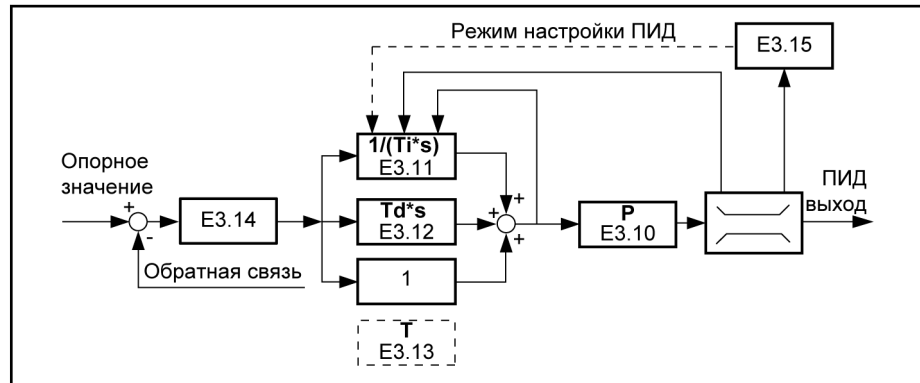 Режим настройки ПИД
E3.15
1/(Ti*s)
E3.11
Опорное
значение
+
-
E3.14
Td*s
E3.12
+
+
+
P
E3.10
ПИД
выход
Обратная связь
1
T
E3.13